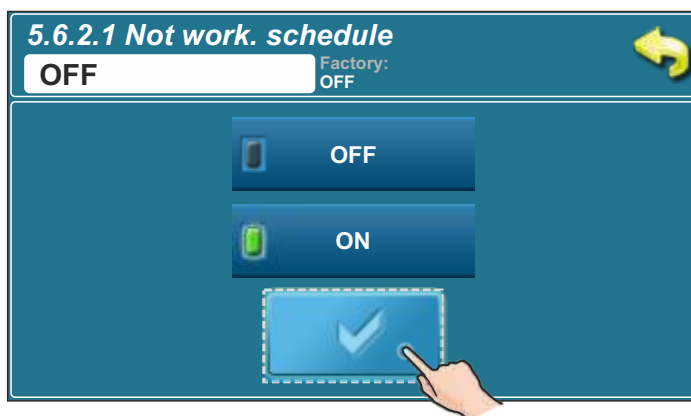 5.6.2.1 Not work. schedule
OFF
Factory:
OFF
OFF
ON